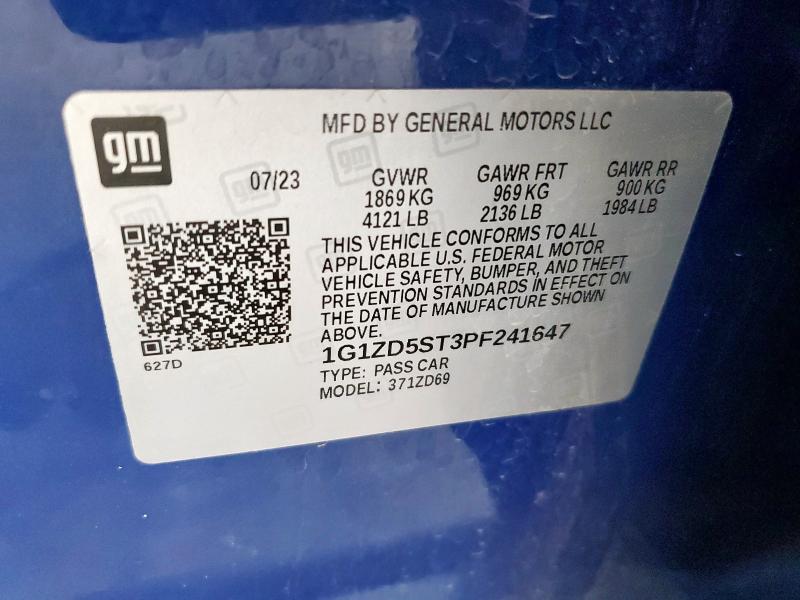 gm
MFD BY GENERAL MOTORS LLC
07/23 GVWR GAWR FRT GAWR RR
1869 KG 969 KG 900 KG
4121 LB 2136 LB 1984 LB
THIS VEHICLE CONFORMS TO ALL
APPLICABLE U.S. FEDERAL MOTOR
VEHICLE SAFETY, BUMPER, AND THEFT
PREVENTION STANDARDS IN EFFECT ON
THE DATE OF MANUFACTURE SHOWN
ABOVE.
1G1ZD5ST3PF241647
627D
TYPE: PASS CAR
MODEL: 371ZD69